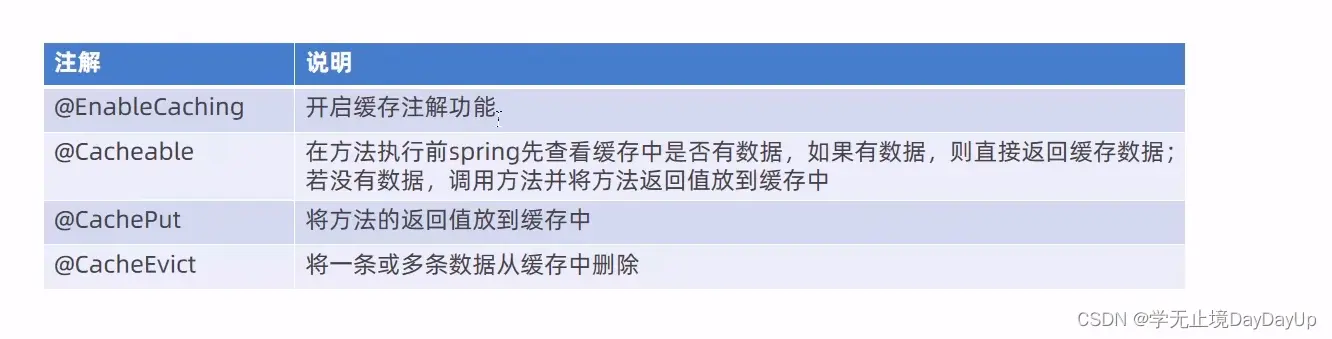 注解 说明
@EnableCaching 开启缓存注解功能
@Cacheable 在方法执行前spring先查看缓存中是否有数据，如果有数据，则直接返回缓存数据；
若没有数据，调用方法并将方法返回值放到缓存中
@CachePut 将方法的返回值放到缓存中
@CacheEvict 将一条或多条数据从缓存中删除
CSDN @学无止境DayDayUp